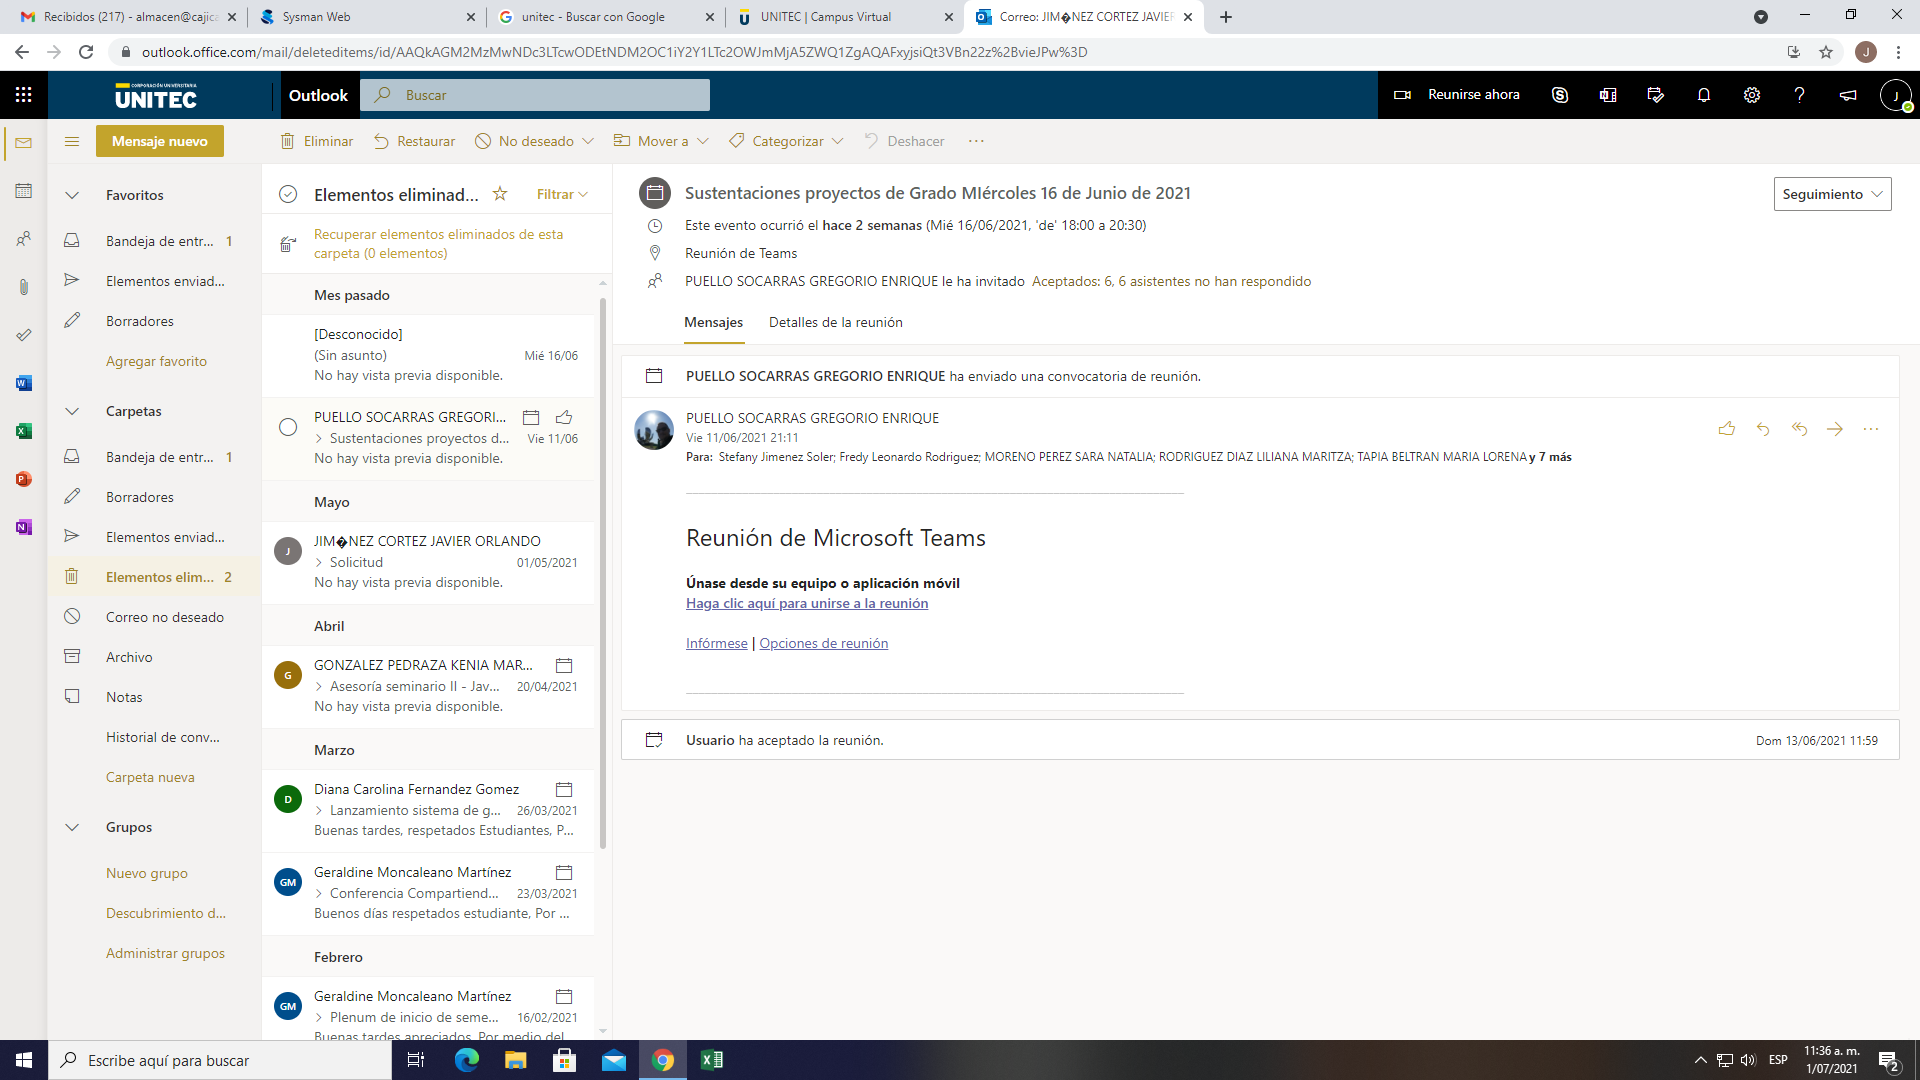 Recibidos (217) - almacen@cajica
Sysman Web
unitec - Buscar con Google
UNITEC | Campus Virtual
Correo: JIM�NEZ CORTEZ JAVIER
outlook.office.com/mail/deleteditems/id/AAQkAGM2MzMwNDc3LTcwODEtNDM2OC1iY2Y1LTc2OWJmMjA5ZWQ1ZgAQAFxyjsiQt3VBn22z%2BvieJPw%3D
J
CORPORACIÓN UNIVERSITARIA
UNITEC
Outlook
Buscar
Reunirse ahora
J
Mensaje nuevo
Eliminar
Restaurar
No deseado
Mover a
Categorizar
Deshacer
Favoritos
Bandeja de entr... 1
Elementos enviad...
Borradores
Agregar favorito
Carpetas
Bandeja de entr... 1
Borradores
Elementos enviad...
Elementos elim... 2
Correo no deseado
Archivo
Notas
Historial de conv...
Carpeta nueva
Grupos
Nuevo grupo
Descubrimiento d...
Administrar grupos
Elementos eliminad...
Filtrar
Recuperar elementos eliminados de esta
carpeta (0 elementos)
Mes pasado
[Desconocido]
(Sin asunto) Mié 16/06
No hay vista previa disponible.
PUELLO SOCARRAS GREGORI...
Sustentaciones proyectos d... Vie 11/06
No hay vista previa disponible.
Mayo
J
JIM�NEZ CORTEZ JAVIER ORLANDO
Solicitud 01/05/2021
No hay vista previa disponible.
Abril
G
GONZALEZ PEDRAZA KENIA MAR...
Asesoría seminario II - Jav... 20/04/2021
No hay vista previa disponible.
Marzo
D
Diana Carolina Fernandez Gomez
Lanzamiento sistema de g... 26/03/2021
Buenas tardes, respetados Estudiantes, P...
GM
Geraldine Moncaleano Martínez
Conferencia Compartiend... 23/03/2021
Buenos días respetados estudiante, Por ...
Febrero
GM
Geraldine Moncaleano Martínez
Plenum de inicio de seme... 16/02/2021
Buenas tardes apreciados, Por medio del
Sustentaciones proyectos de Grado MIércoles 16 de Junio de 2021
Seguimiento
Este evento ocurrió el hace 2 semanas (Mié 16/06/2021, 'de' 18:00 a 20:30)
Reunión de Teams
PUELLO SOCARRAS GREGORIO ENRIQUE le ha invitado Aceptados: 6, 6 asistentes no han respondido
Mensajes
Detalles de la reunión
PUELLO SOCARRAS GREGORIO ENRIQUE ha enviado una convocatoria de reunión.
PUELLO SOCARRAS GREGORIO ENRIQUE
Vie 11/06/2021 21:11
Para: Stefany Jimenez Soler; Fredy Leonardo Rodriguez; MORENO PEREZ SARA NATALIA; RODRIGUEZ DIAZ LILIANA MARITZA; TAPIA BELTRAN MARIA LORENA y 7 más
Reunión de Microsoft Teams
Únase desde su equipo o aplicación móvil
Haga clic aquí para unirse a la reunión
Infórmese | Opciones de reunión
Usuario ha aceptado la reunión. Dom 13/06/2021 11:59
Escribe aquí para buscar
ESP
11:36 a. m.
1/07/2021
2